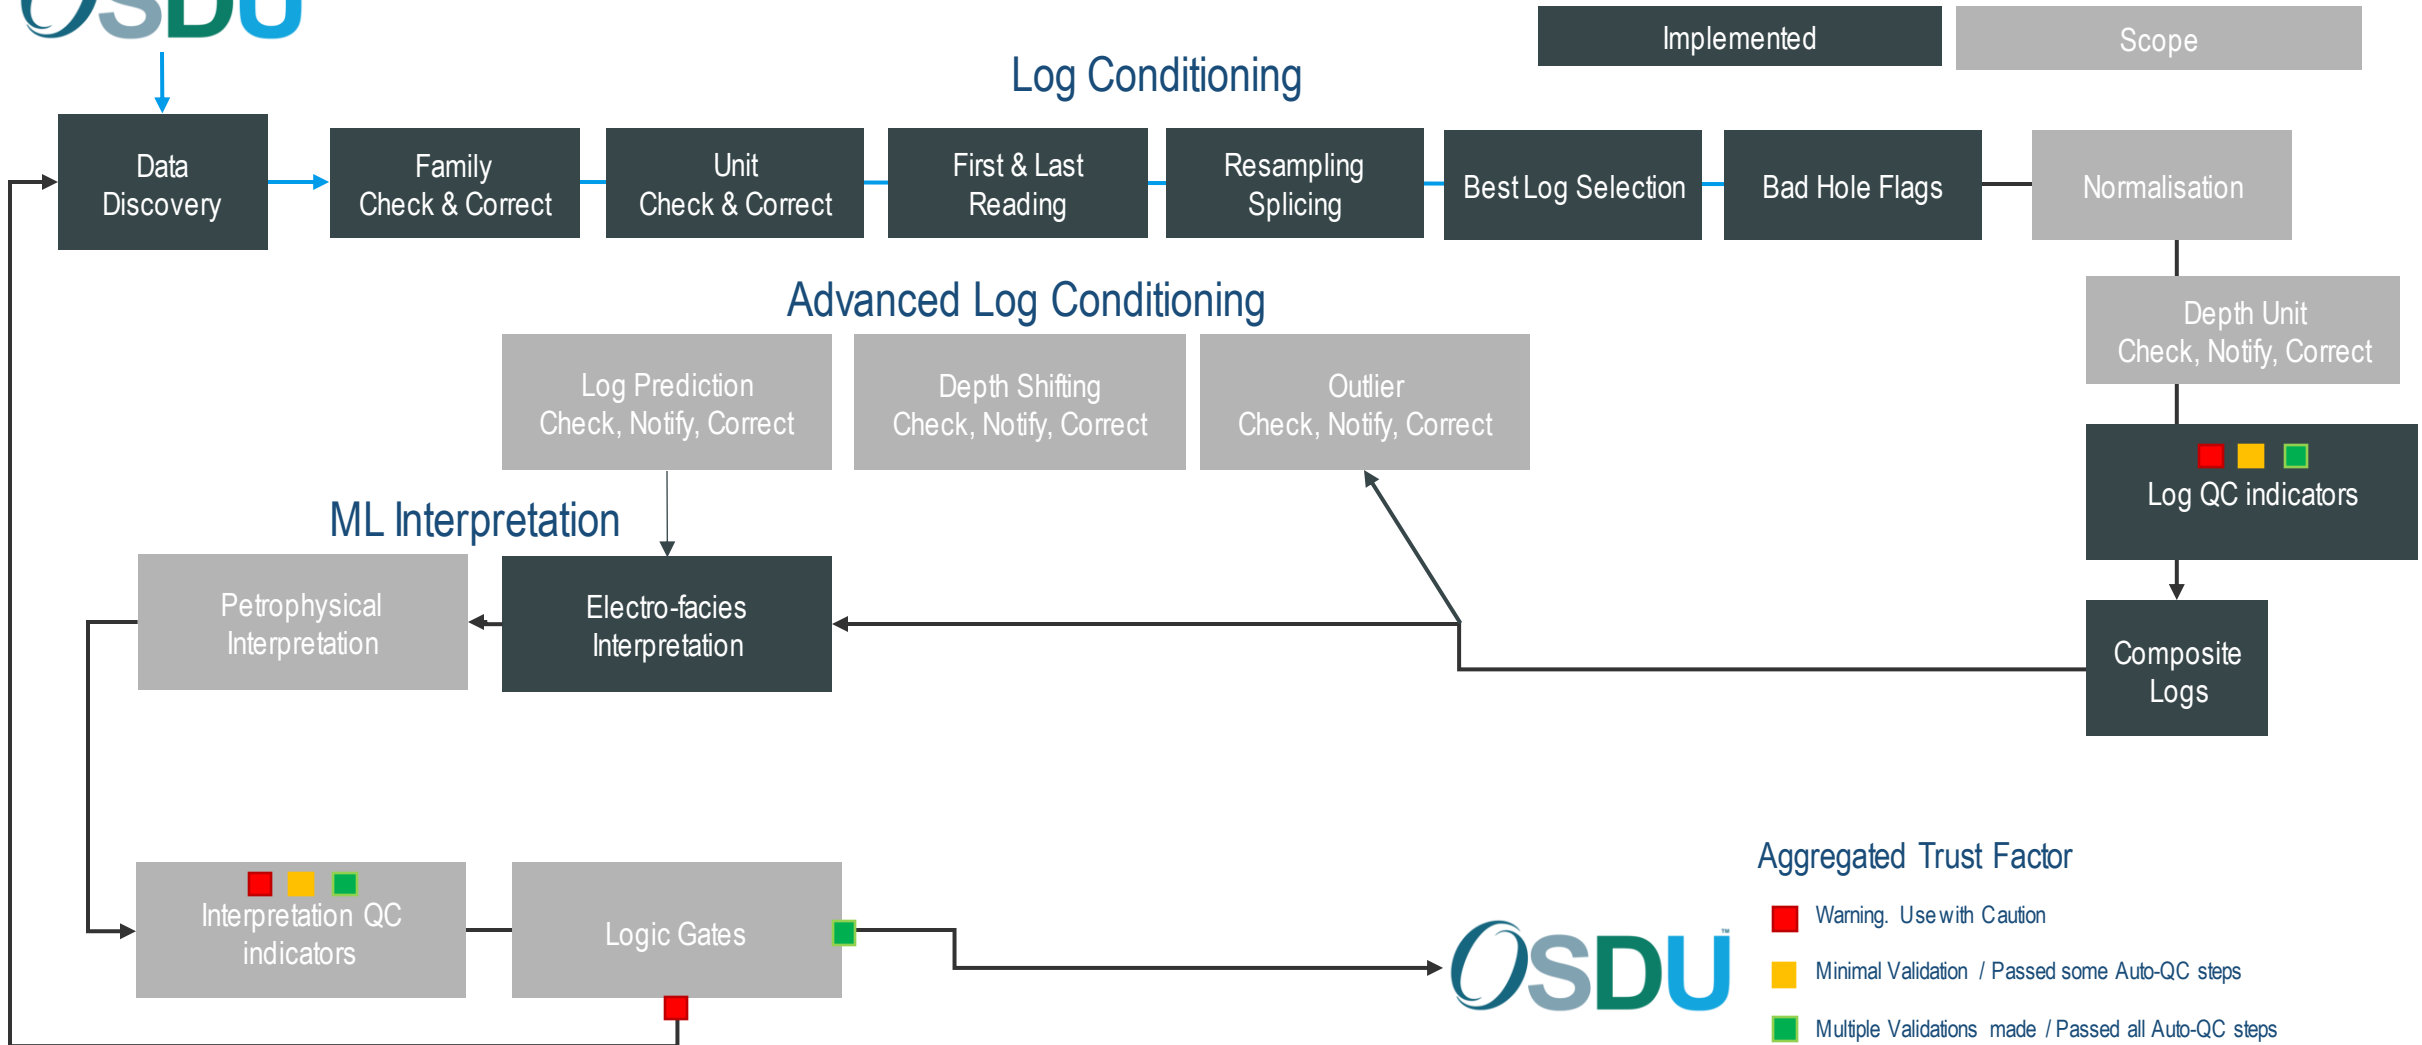 OSDU
Implemented
Scope
Log Conditioning
Data
Discovery
Family
Check & Correct
Unit
Check & Correct
First & Last
Reading
Resampling
Splicing
Best Log Selection
Bad Hole Flags
Normalisation
Depth Unit
Check, Notify, Correct
Advanced Log Conditioning
Log Prediction
Check, Notify, Correct
Depth Shifting
Check, Notify, Correct
Outlier
Check, Notify, Correct
Log QC indicators
ML Interpretation
Petrophysical
Interpretation
Electro-facies
Interpretation
Composite
Logs
Interpretation QC
indicators
Logic Gates
OSDU™
Aggregated Trust Factor
Warning. Use with Caution
Minimal Validation / Passed some Auto-QC steps
Multiple Validations made / Passed all Auto-QC steps